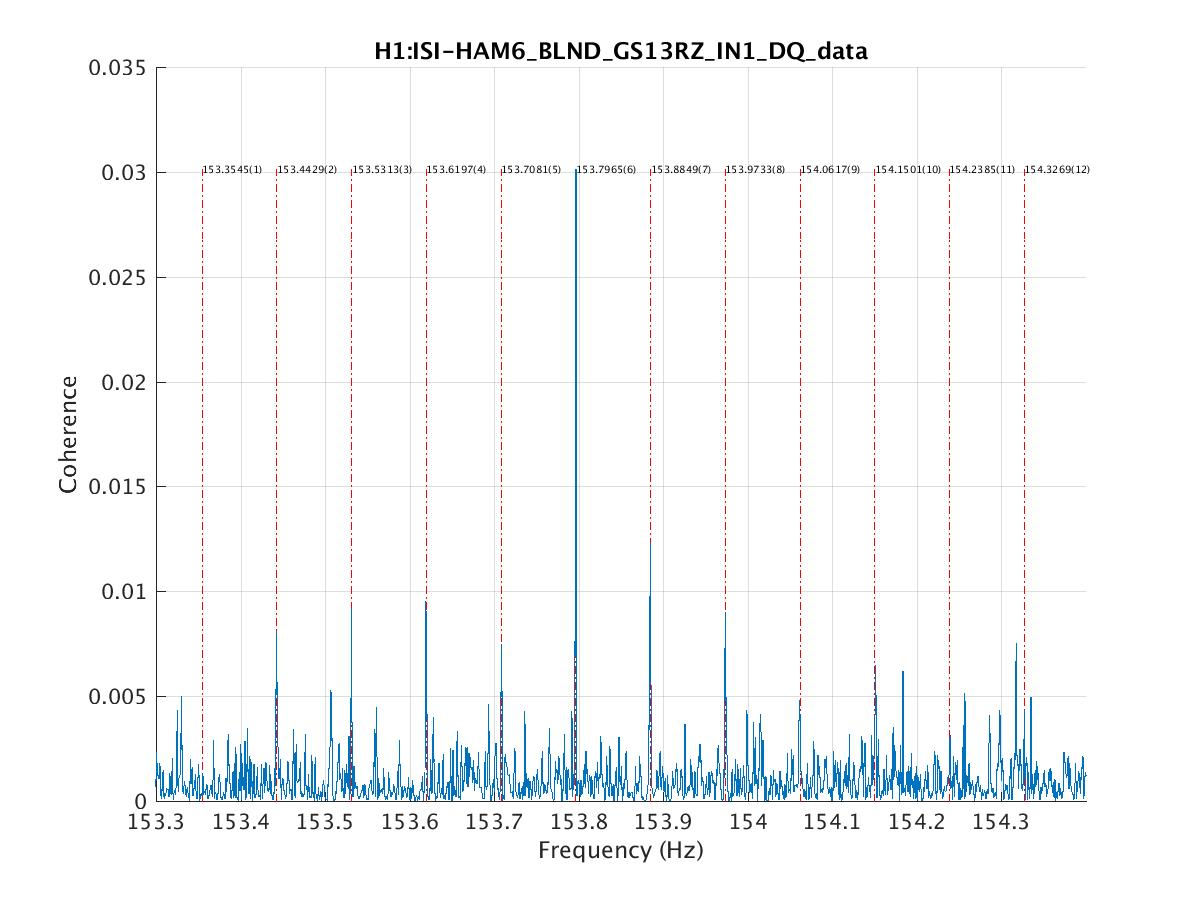 H1:ISI-HAM6_BLND_GS13RZ_IN1_DQ_data
0.035
0.03
0.025
0.02
0.015
0.01
0.005
0
Coherence
153.3545(1) 153.4429(2) 153.5313(3) 153.6197(4) 153.7081(5) 153.7965(6) 153.8849(7) 153.9733(8) 154.0617(9) 154.1501(10) 154.2385(11) 154.3269(12)
153.3 153.4 153.5 153.6 153.7 153.8 153.9 154 154.1 154.2 154.3
Frequency (Hz)